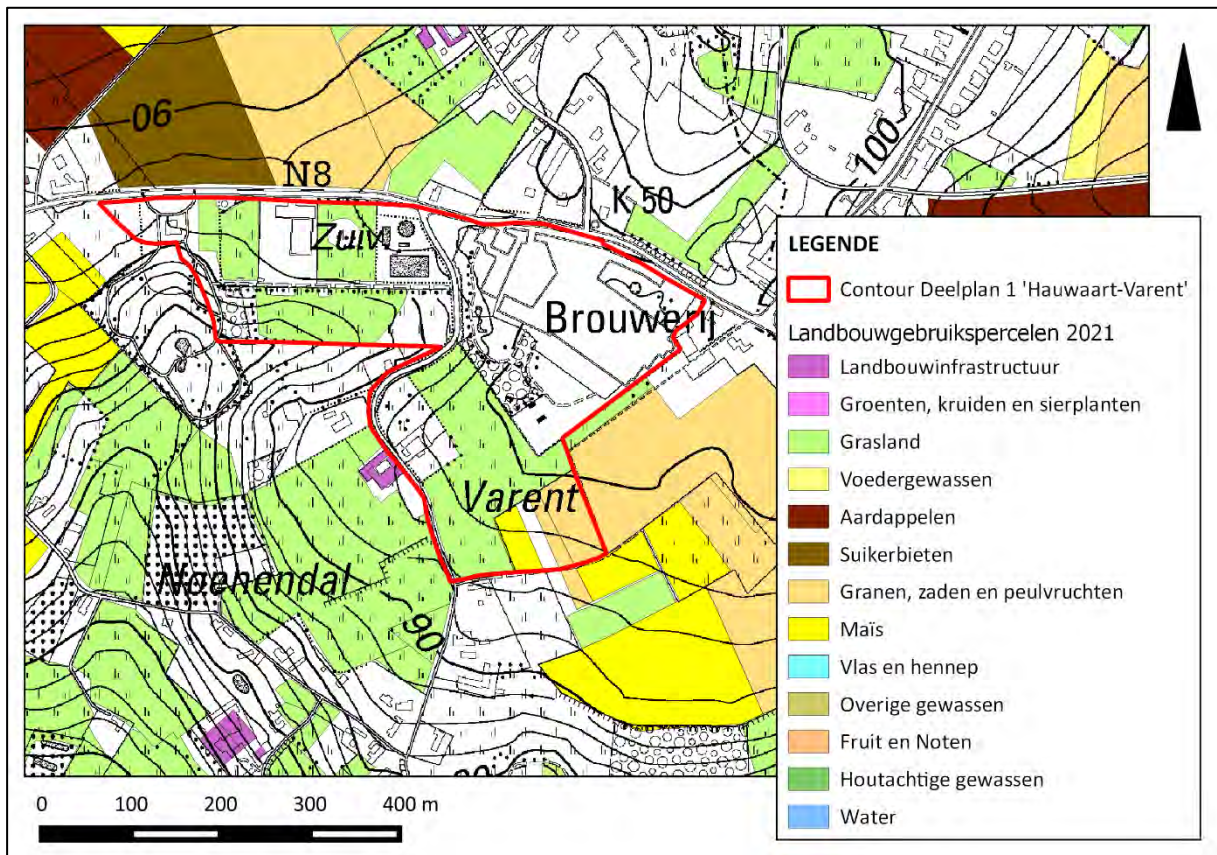 06
N8
K 50
100
Zuiv.
Brouwerij
Varent
Noenendal
90
LEGENDE
Contour Deelplan 1 'Hauwaart-Varent'
Landbouwgebruikspercelen 2021
Landbouwinfrastructuur
Groenten, kruiden en sierplanten
Grasland
Voedergewassen
Aardappelen
Suikerbieten
Granen, zaden en peulvruchten
Maïs
Vlas en hennep
Overige gewassen
Fruit en Noten
Houtachtige gewassen
Water
0 100 200 300 400 m